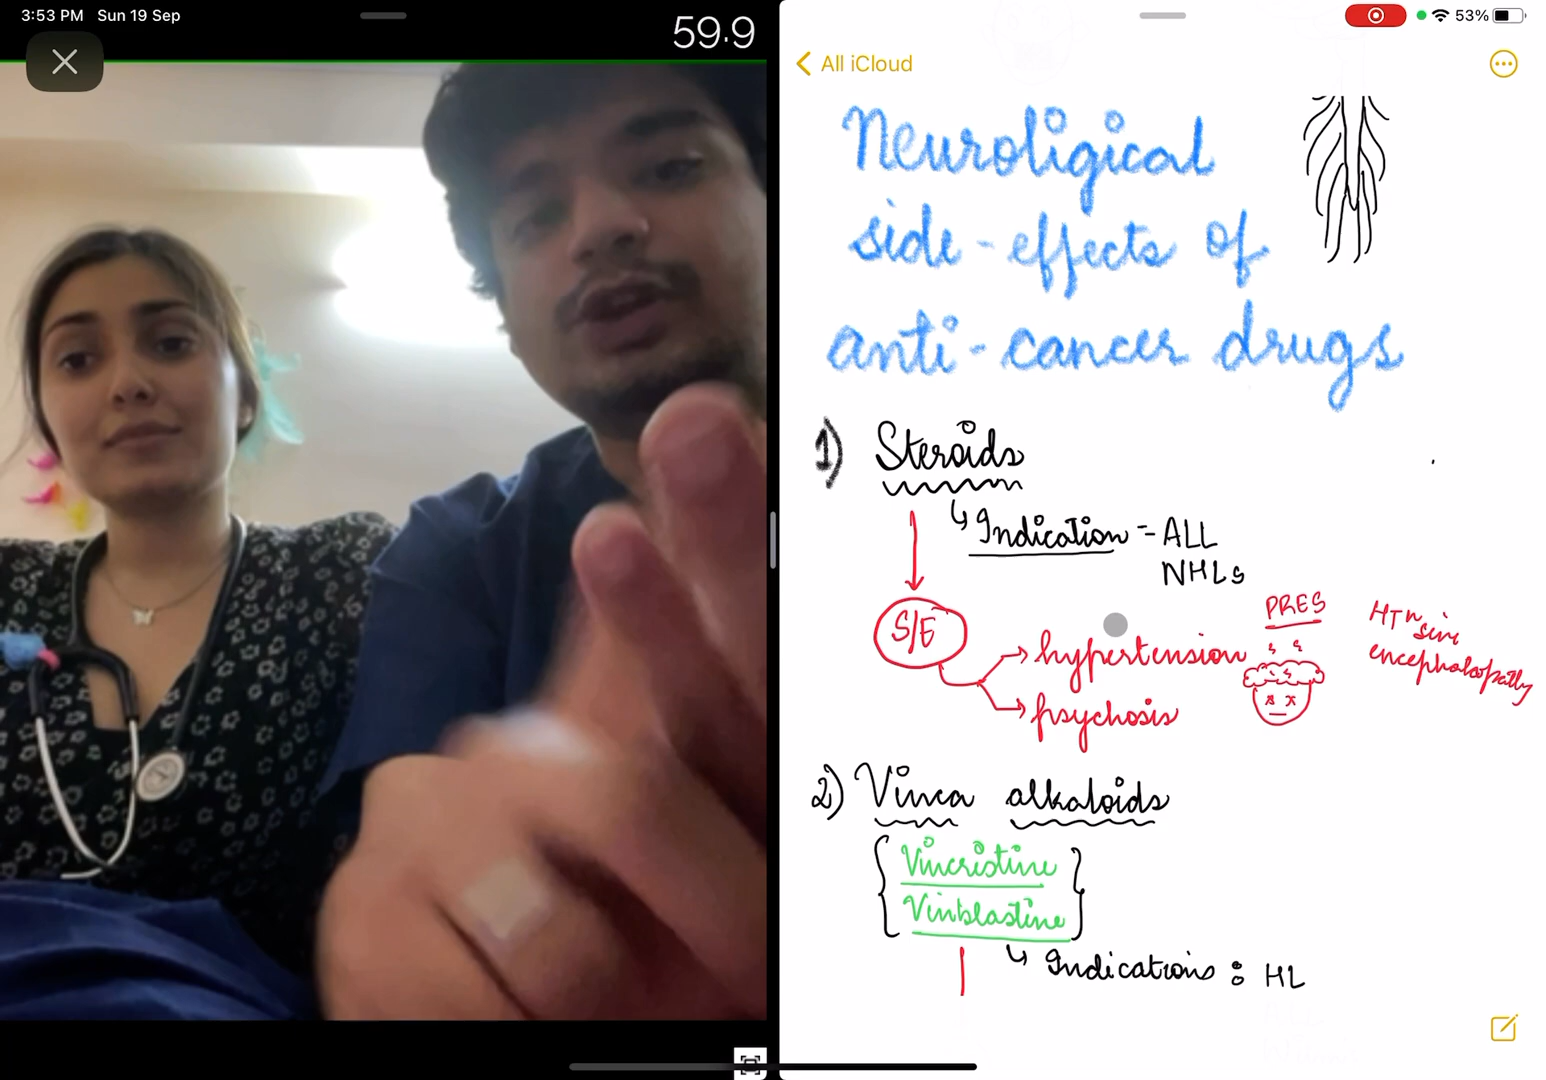 3:53 PM Sun 19 Sep
59.9
53%
All iCloud
Neuroligical
side-effects of
anti-cancer drugs
1) Steroids
↳ Indication - ALL
NHLs
S/E
hypertension
psychosis
PRES
HTnsive
encephalopathy
2) Vinca alkaloids
{ Vincristine
Vinblastine }
↳ Indications : HL